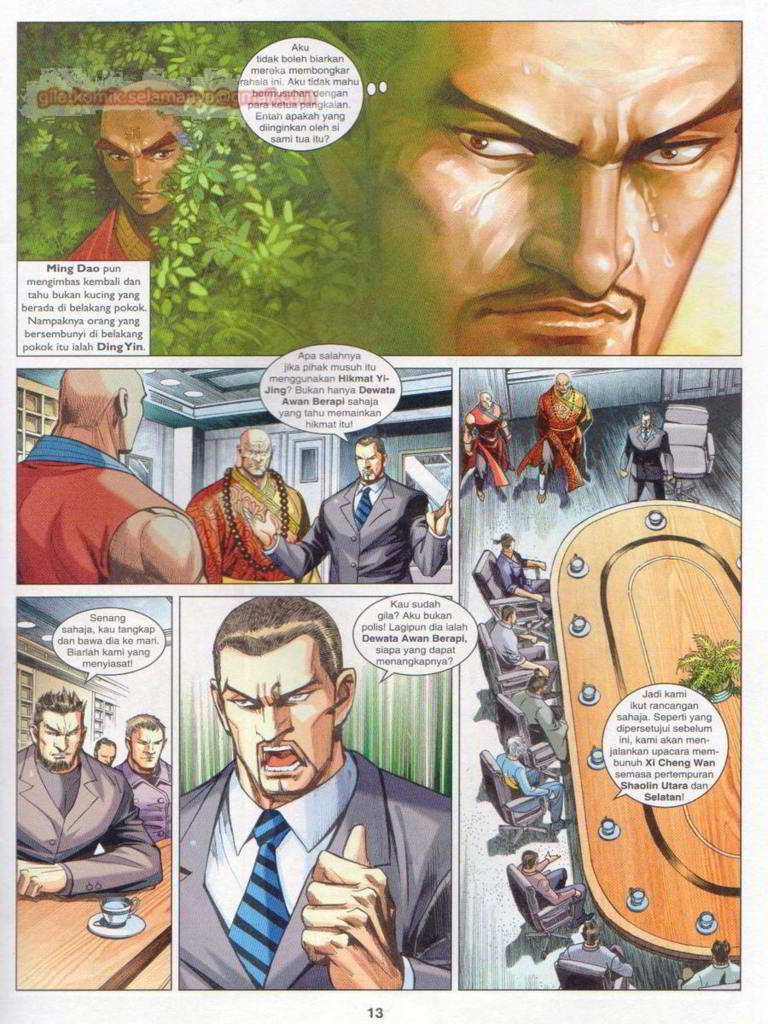 Aku
tidak boleh biarkan
mereka membongkar
rahsia ini. Aku tidak mahu
bermusuhan dengan
para ketua pangkalan.
Entah apakah yang
diinginkan oleh si
sami tua itu?
gila.komik.selamanya@gmail.com
Ming Dao pun
mengimbas kembali dan
tahu bukan kucing yang
berada di belakang pokok.
Nampaknya orang yang
bersembunyi di belakang
pokok itu ialah Ding Yin.
Apa salahnya
jika pihak musuh itu
menggunakan Hikmat Yi-
Jing? Bukan hanya Dewata
Awan Berapi sahaja
yang tahu memainkan
hikmat itu!
Senang
sahaja, kau tangkap
dan bawa dia ke mari.
Biarlah kami yang
menyiasat!
Kau sudah
gila? Aku bukan
polis! Lagipun dia ialah
Dewata Awan Berapi,
siapa yang dapat
menangkapnya?
Jadi kami
ikut rancangan
sahaja. Seperti yang
dipersetujui sebelum
ini, kami akan men-
jalankan upacara mem-
bunuh Xi Cheng Wan
semasa pertempuran
Shaolin Utara dan
Selatan!
13